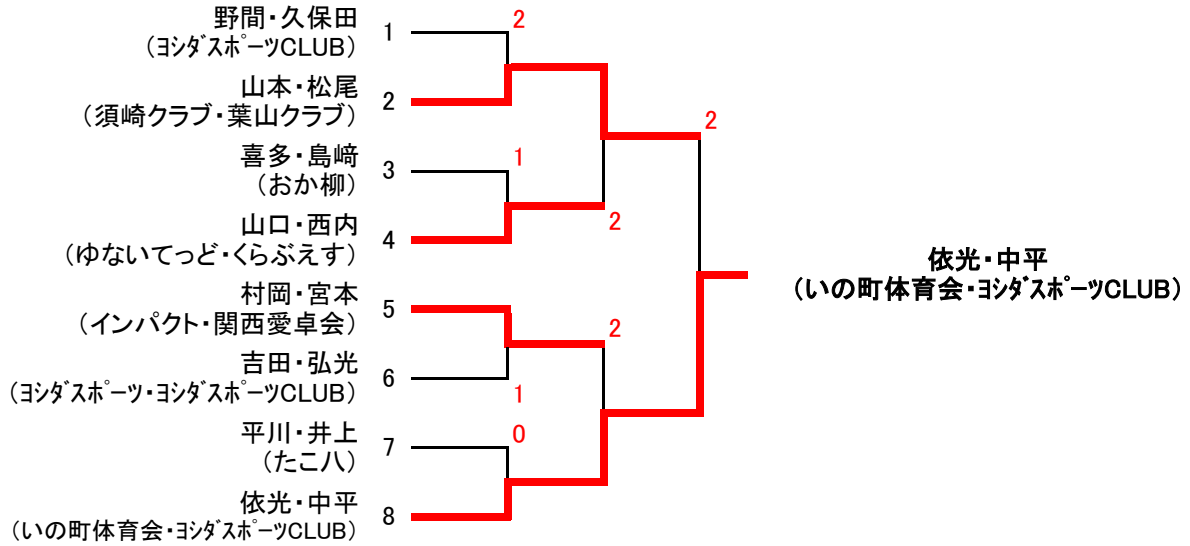 野間・久保田
1
2
(ﾖｼﾀﾞｽﾎﾟｰﾂCLUB)
山本・松尾
2
(須崎クラブ・葉山クラブ)
2
喜多・島﨑
3
1
(おか柳)
山口・西内
4
2
(ゆないてっど・くらぶえす)
依光・中平
(いの町体育会・ﾖｼﾀﾞｽﾎﾟｰﾂCLUB)
村岡・宮本
5
2
(インパクト・関西愛卓会)
吉田・弘光
6
1
(ﾖｼﾀﾞｽﾎﾟｰﾂ・ﾖｼﾀﾞｽﾎﾟｰﾂCLUB)
平川・井上
7
0
(たこ八)
依光・中平
8
(いの町体育会・ﾖｼﾀﾞｽﾎﾟｰﾂCLUB)